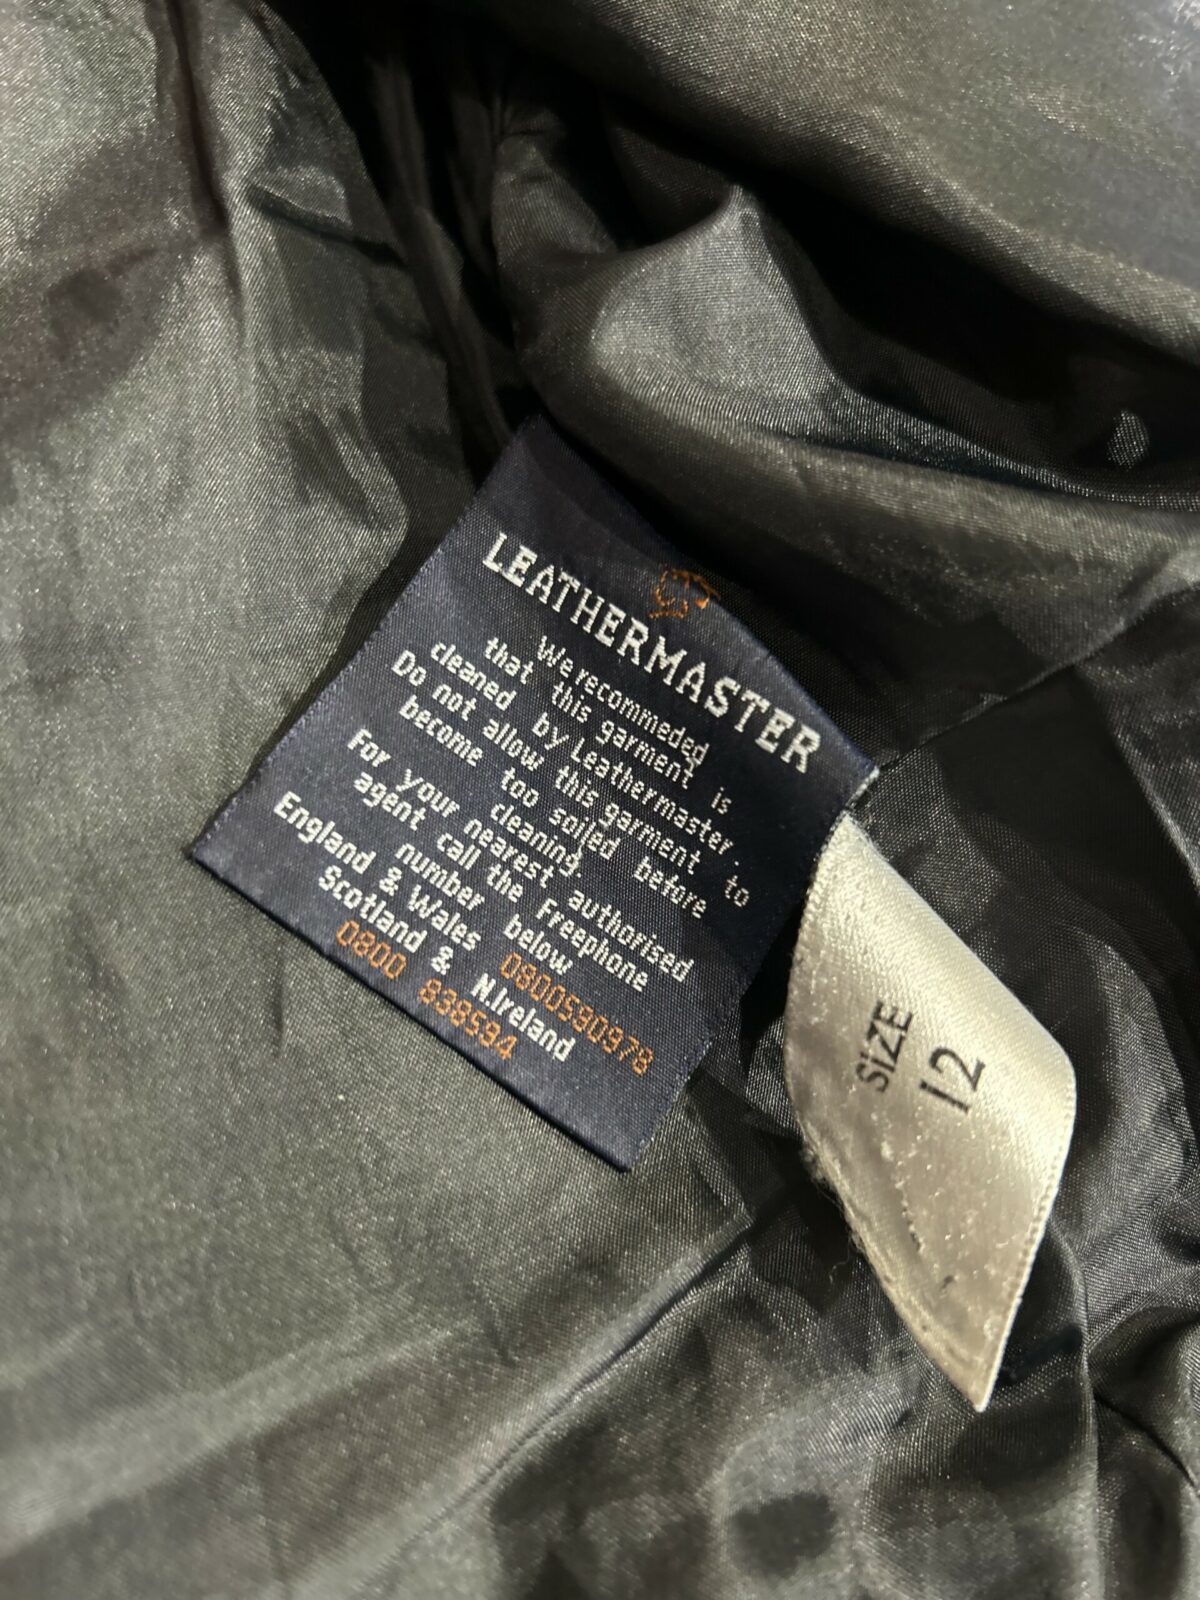 LEATHERMASTER
We recommeded
that this garment is
cleaned by Leathermaster.
Do not allow this garment to
become too soiled before
cleaning.
For your nearest authorised
agent call the Freephone
number below
England & Wales 0800590978
Scotland & N.Ireland
0800 838594
SiZE
12